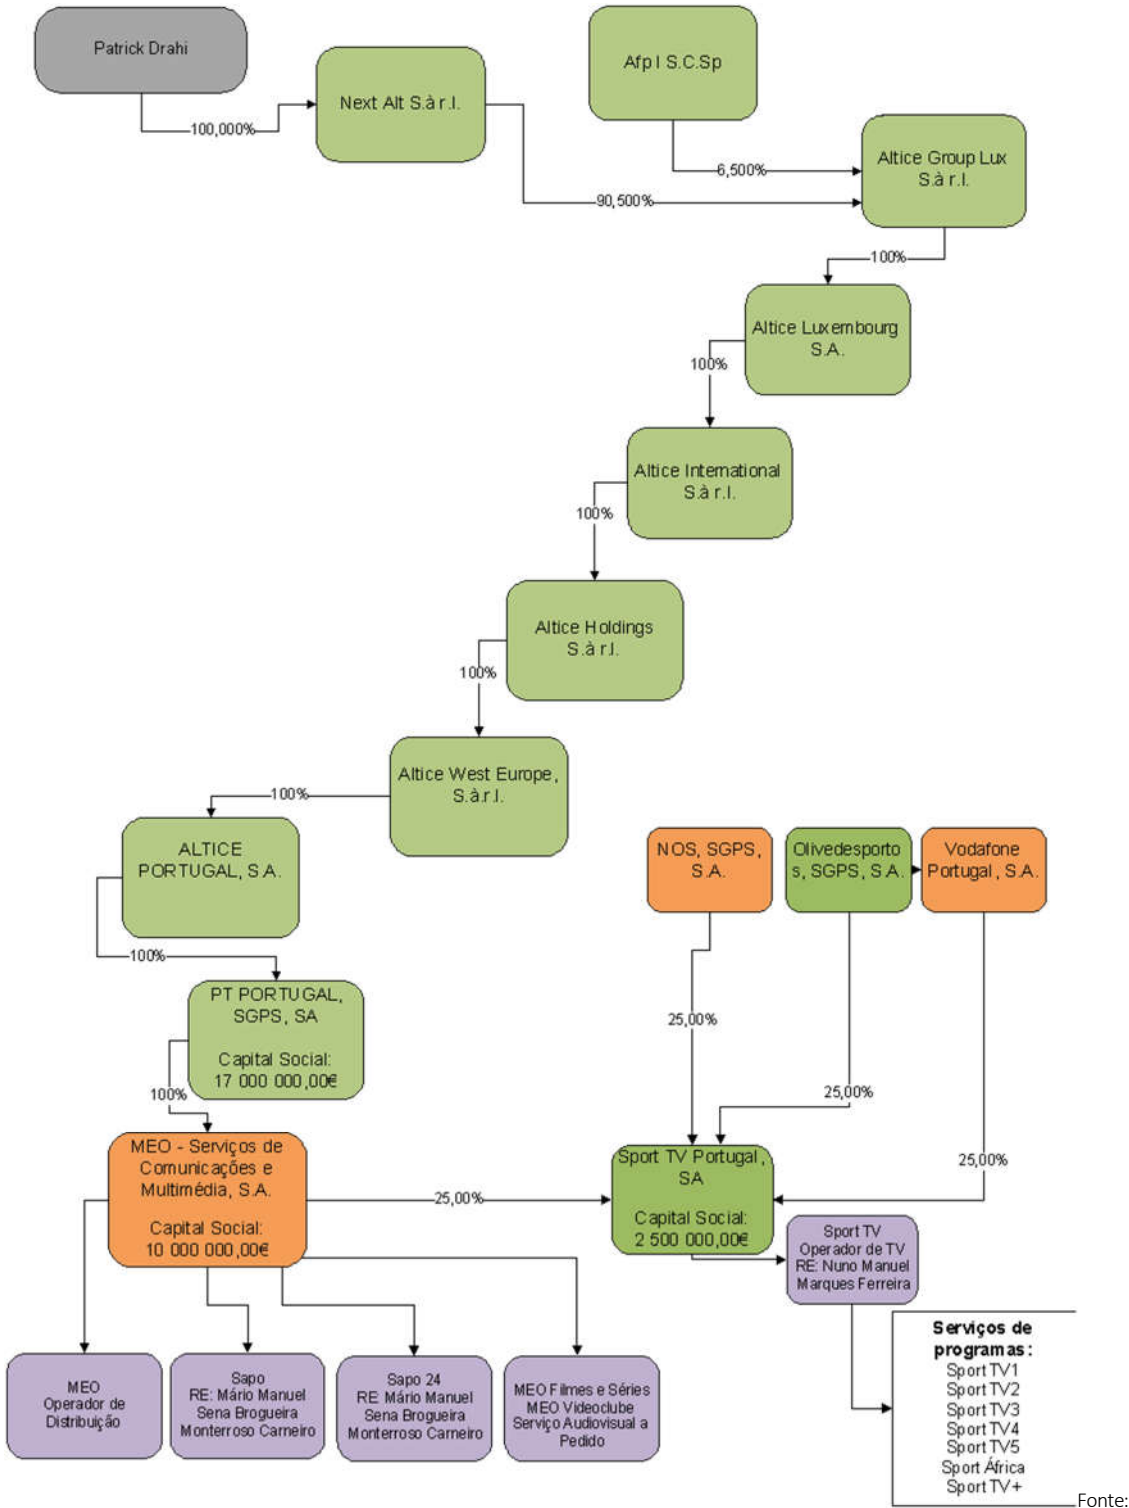 Patrick Drahi
Next Alt S.à r.l.
Afp I S.C.Sp
Altice Group Lux
S.à r.l.
100,000%
6,500%
90,500%
100%
Altice Luxembourg
S.A.
100%
Altice International
S.à r.l.
100%
Altice Holdings
S.à r.l.
100%
Altice West Europe,
S.à.r.l.
100%
ALTICE
PORTUGAL, S.A.
100%
PT PORTUGAL,
SGPS, SA
Capital Social:
17 000 000,00€
100%
MEO - Serviços de
Comunicações e
Multimédia, S.A.
Capital Social:
10 000 000,00€
25,00%
NOS, SGPS,
S.A.
Olivedesporto
s, SGPS, S.A.
Vodafone
Portugal, S.A.
25,00%
25,00%
25,00%
Sport TV Portugal,
SA
Capital Social:
2 500 000,00€
Sport TV
Operador de TV
RE: Nuno Manuel
Marques Ferreira
Serviços de
programas:
Sport TV1
Sport TV2
Sport TV3
Sport TV4
Sport TV5
Sport África
Sport TV+
MEO
Operador de
Distribuição
Sapo
RE: Mário Manuel
Sena Brogueira
Monterroso Carneiro
Sapo 24
RE: Mário Manuel
Sena Brogueira
Monterroso Carneiro
MEO Filmes e Séries
MEO Videoclube
Serviço Audiovisual a
Pedido
Fonte: